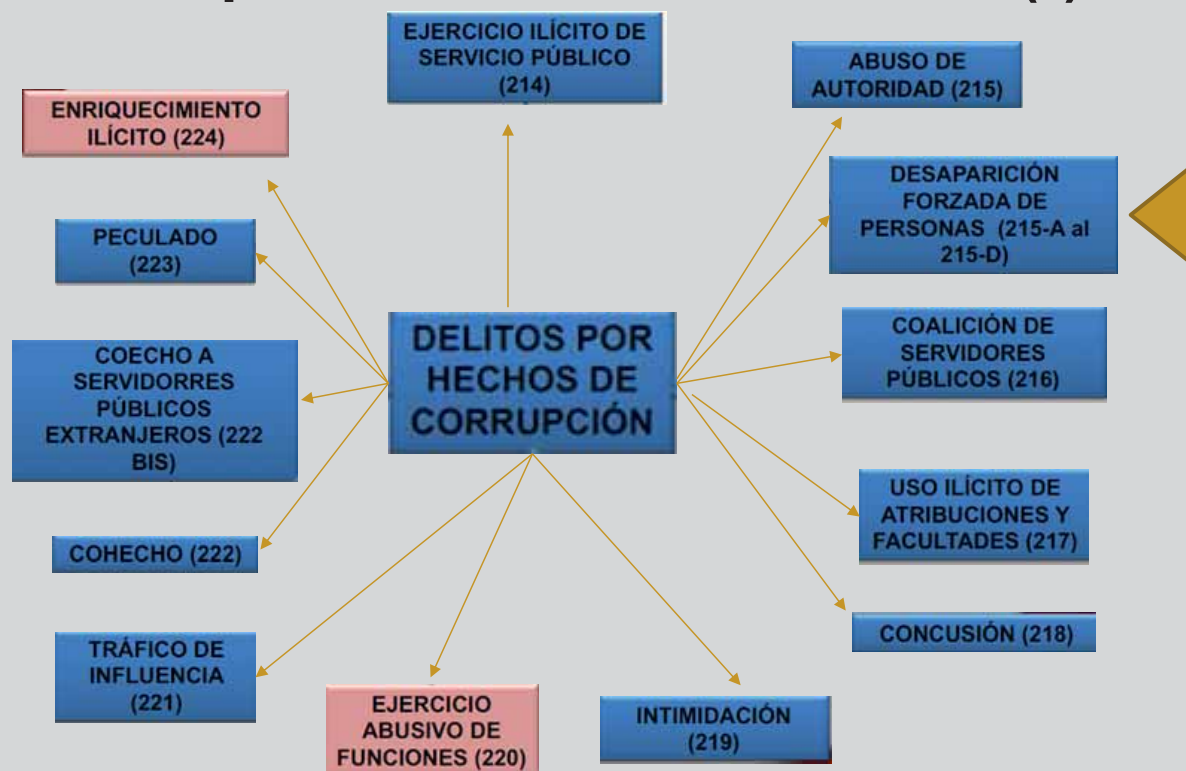 EJERCICIO ILÍCITO DE
SERVICIO PÚBLICO
(214)
ABUSO DE
AUTORIDAD (215)
ENRIQUECIMIENTO
ILÍCITO (224)
DESAPARICIÓN
FORZADA DE
PERSONAS (215-A al
215-D)
PECULADO
(223)
DELITOS POR
HECHOS DE
CORRUPCIÓN
COALICIÓN DE
SERVIDORES
PÚBLICOS (216)
COECHO A
SERVIDORRES
PÚBLICOS
EXTRANJEROS (222
BIS)
USO ILÍCITO DE
ATRIBUCIONES Y
FACULTADES (217)
COHECHO (222)
CONCUSIÓN (218)
TRÁFICO DE
INFLUENCIA
(221)
EJERCICIO
ABUSIVO DE
FUNCIONES (220)
INTIMIDACIÓN
(219)